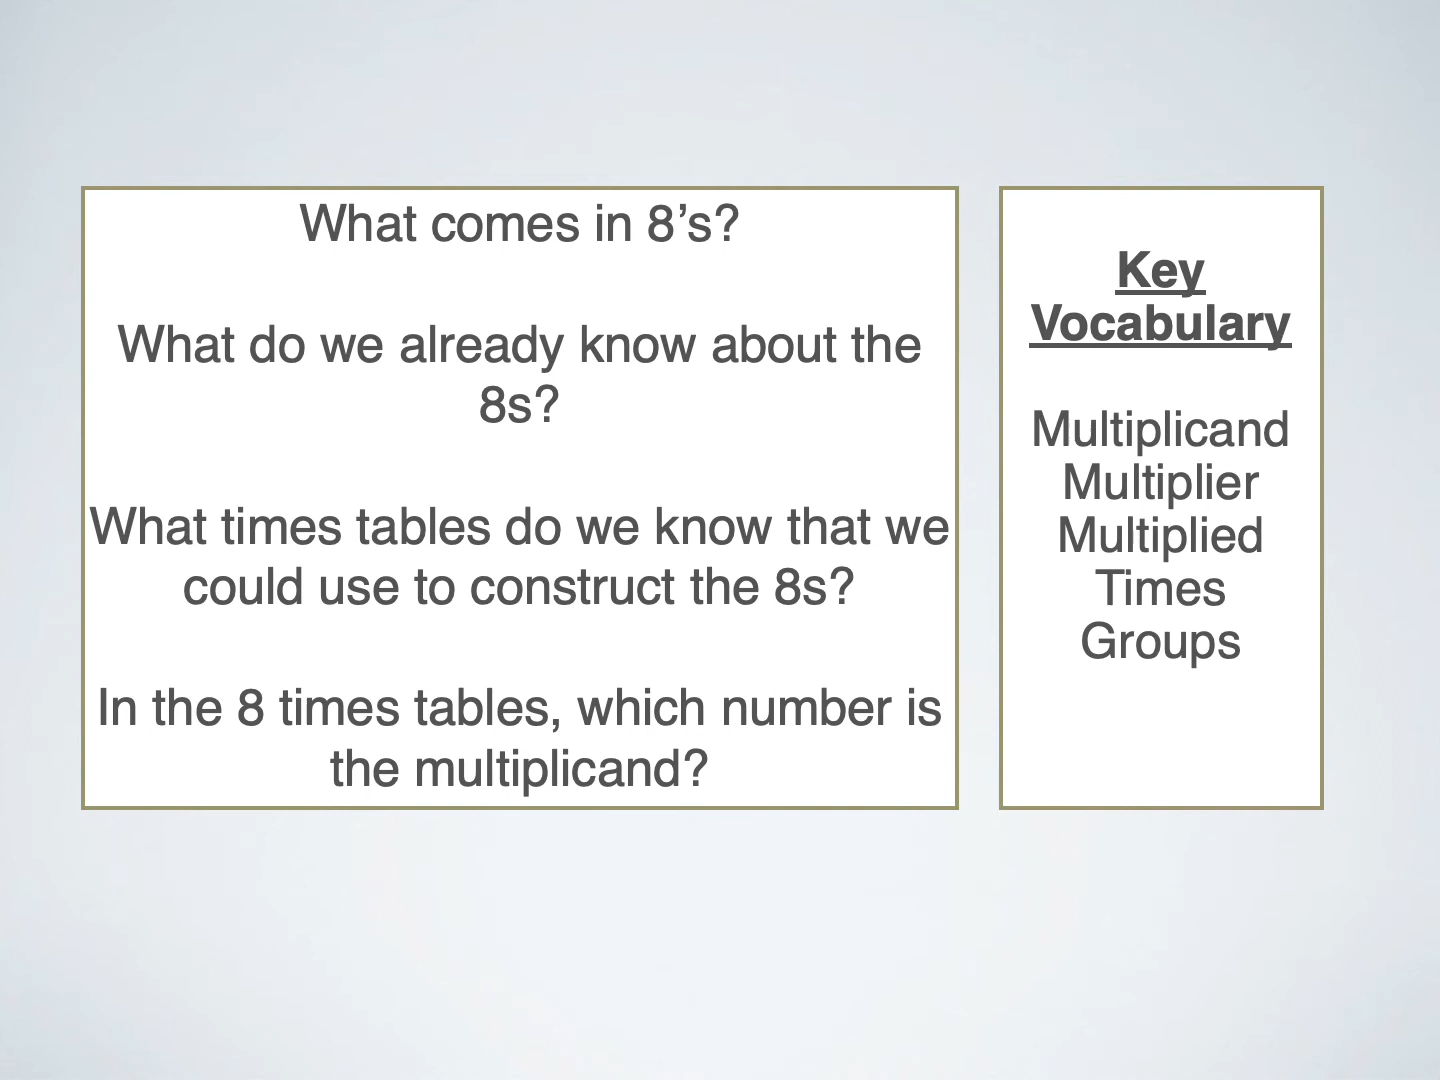 What comes in 8’s?
What do we already know about the
8s?
What times tables do we know that we
could use to construct the 8s?
In the 8 times tables, which number is
the multiplicand?
Key
Vocabulary
Multiplicand
Multiplier
Multiplied
Times
Groups